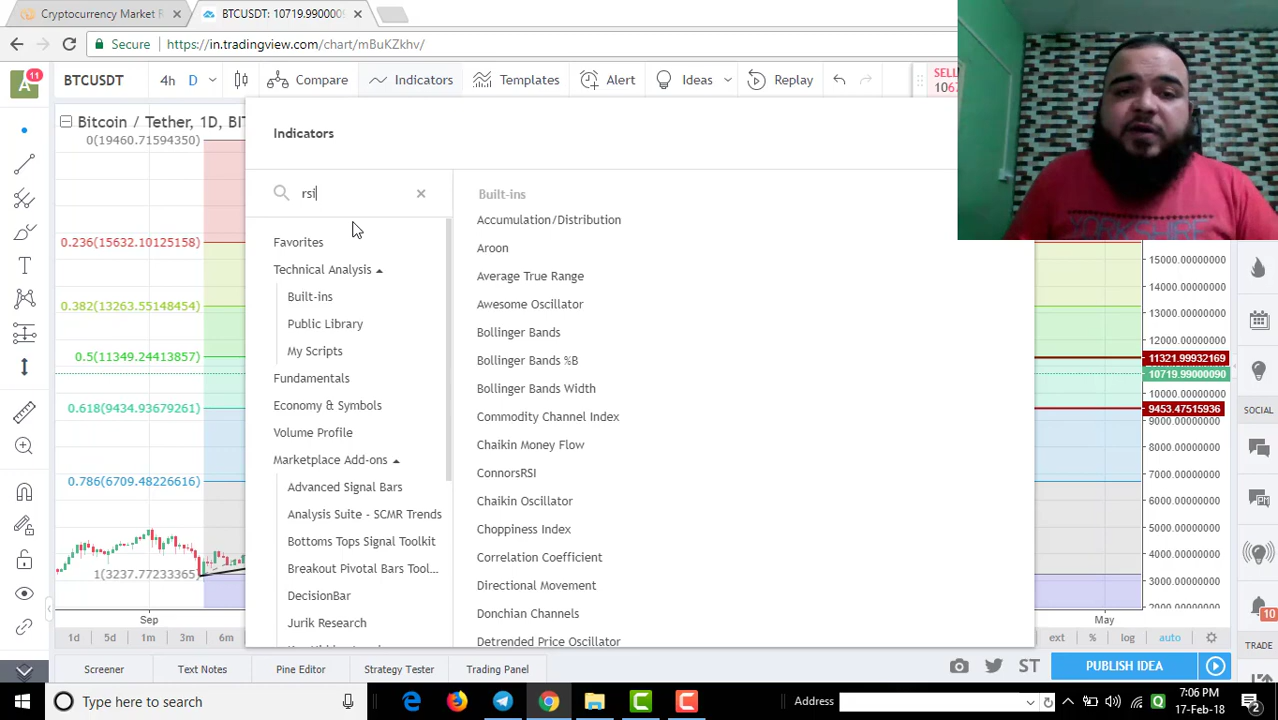 Cryptocurrency Market
BTCUSDT: 10719.9900
Secure https://in.tradingview.com/chart/mBuKZkhv/
A 11 BTCUSDT 4h D Compare Indicators Templates Alert Ideas Replay SELL
Bitcoin / Tether, 1D,
0(19460.71594350)
0.236(15632.10125158)
0.382(13263.55148454)
0.5(11349.24413857)
0.618(9434.93679261)
0.786(6709.48226616)
1(3237.77233365)
Sep
Indicators
rsi
Favorites
Technical Analysis
Built-ins
Public Library
My Scripts
Fundamentals
Economy & Symbols
Volume Profile
Marketplace Add-ons
Advanced Signal Bars
Analysis Suite - SCMR Trends
Bottoms Tops Signal Toolkit
Breakout Pivotal Bars Tool...
DecisionBar
Jurik Research
Built-ins
Accumulation/Distribution
Aroon
Average True Range
Awesome Oscillator
Bollinger Bands
Bollinger Bands %B
Bollinger Bands Width
Commodity Channel Index
Chaikin Money Flow
ConnorsRSI
Chaikin Oscillator
Choppiness Index
Correlation Coefficient
Directional Movement
Donchian Channels
Detrended Price Oscillator
YORKSHIRE
15000.00000000
14000.00000000
13000.00000000
12000.00000000
11321.99932169
10719.99000090
10000.00000000
9453.47515936
9000.00000000
8000.00000000
7000.00000000
6000.00000000
5000.00000000
4000.00000000
3000.00000000
2000.00000000
May
SOCIAL
10
TRADE
1d 5d 1m 3m 6m
ext % log auto
Screener Text Notes Pine Editor Strategy Tester Trading Panel
ST PUBLISH IDEA
Type here to search
Address
7:06 PM
17-Feb-18
2